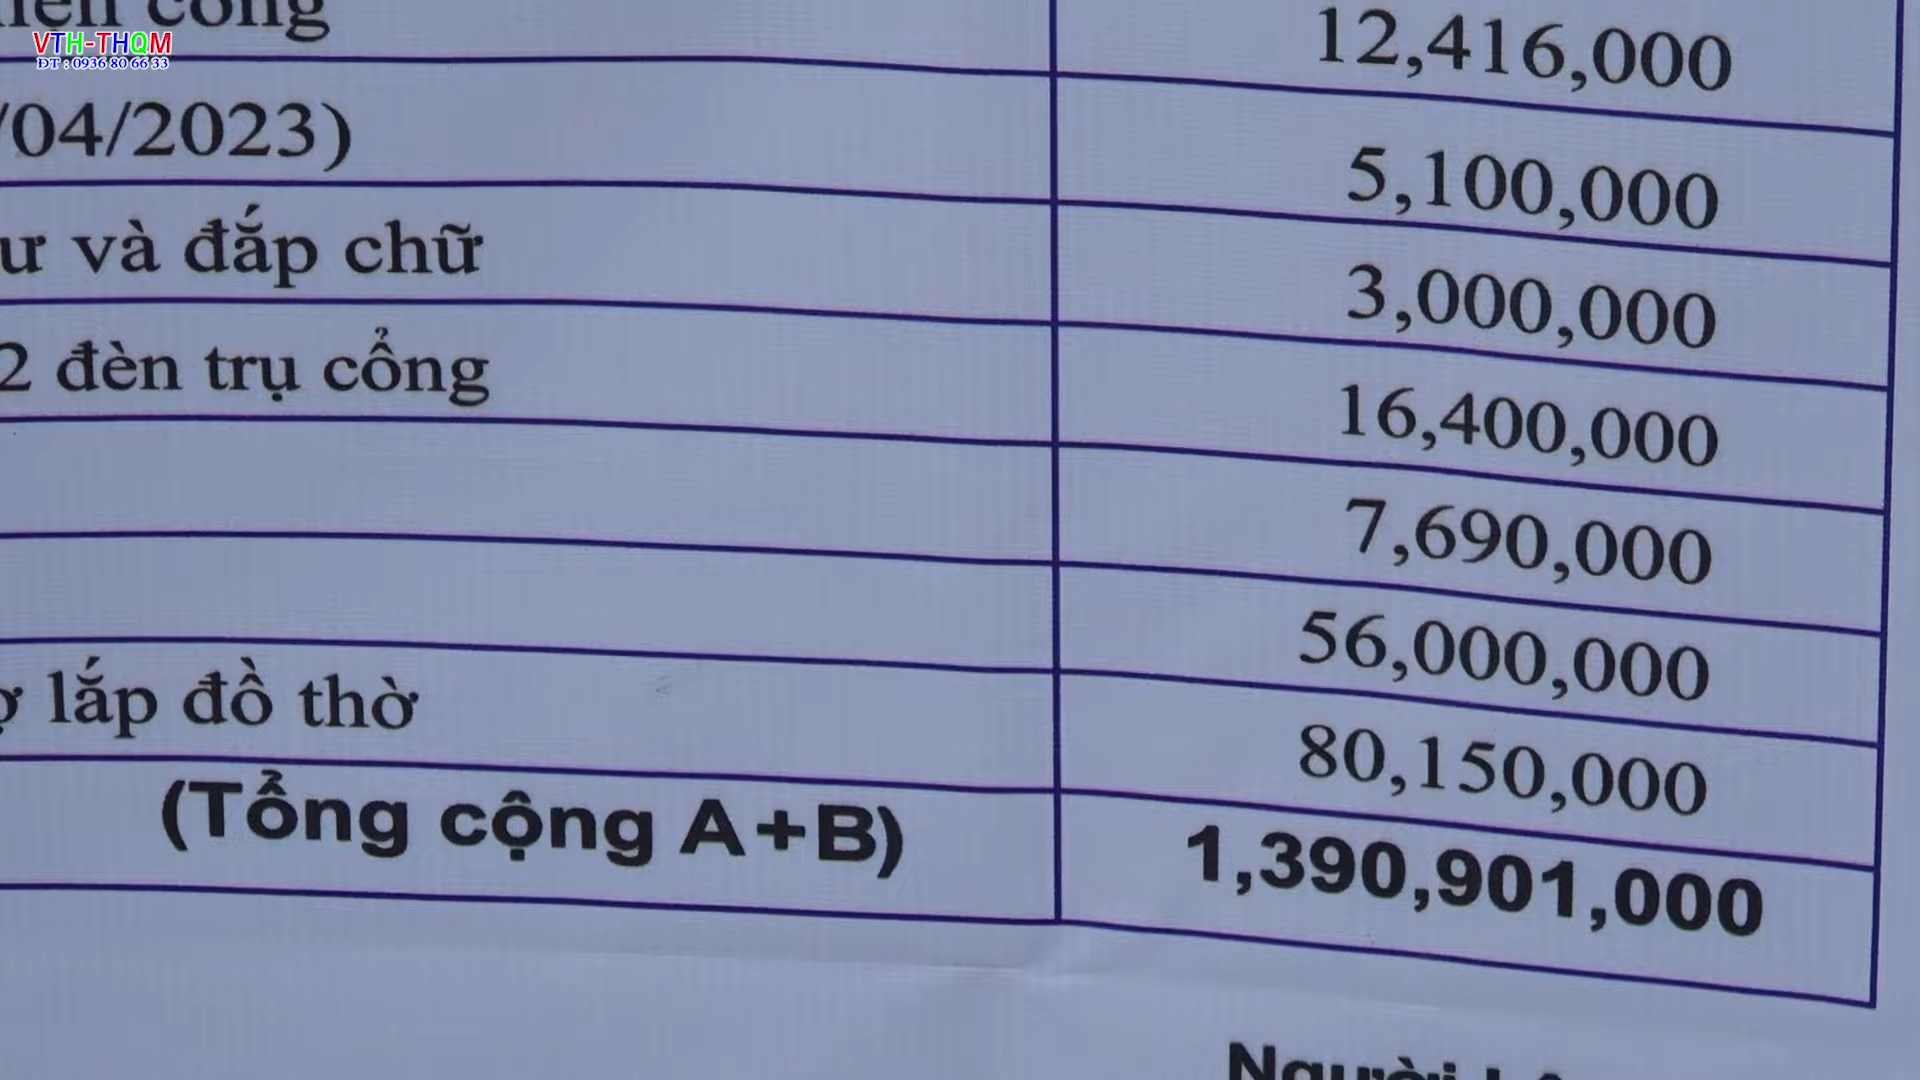 công
12,416,000
VTH-THQM
ĐT : 0936 80 66 33
/04/2023)
5,100,000
ư và đắp chữ
3,000,000
2 đèn trụ cổng
16,400,000
7,690,000
56,000,000
ợ lắp đồ thờ
80,150,000
(Tổng cộng A+B)
1,390,901,000
Người